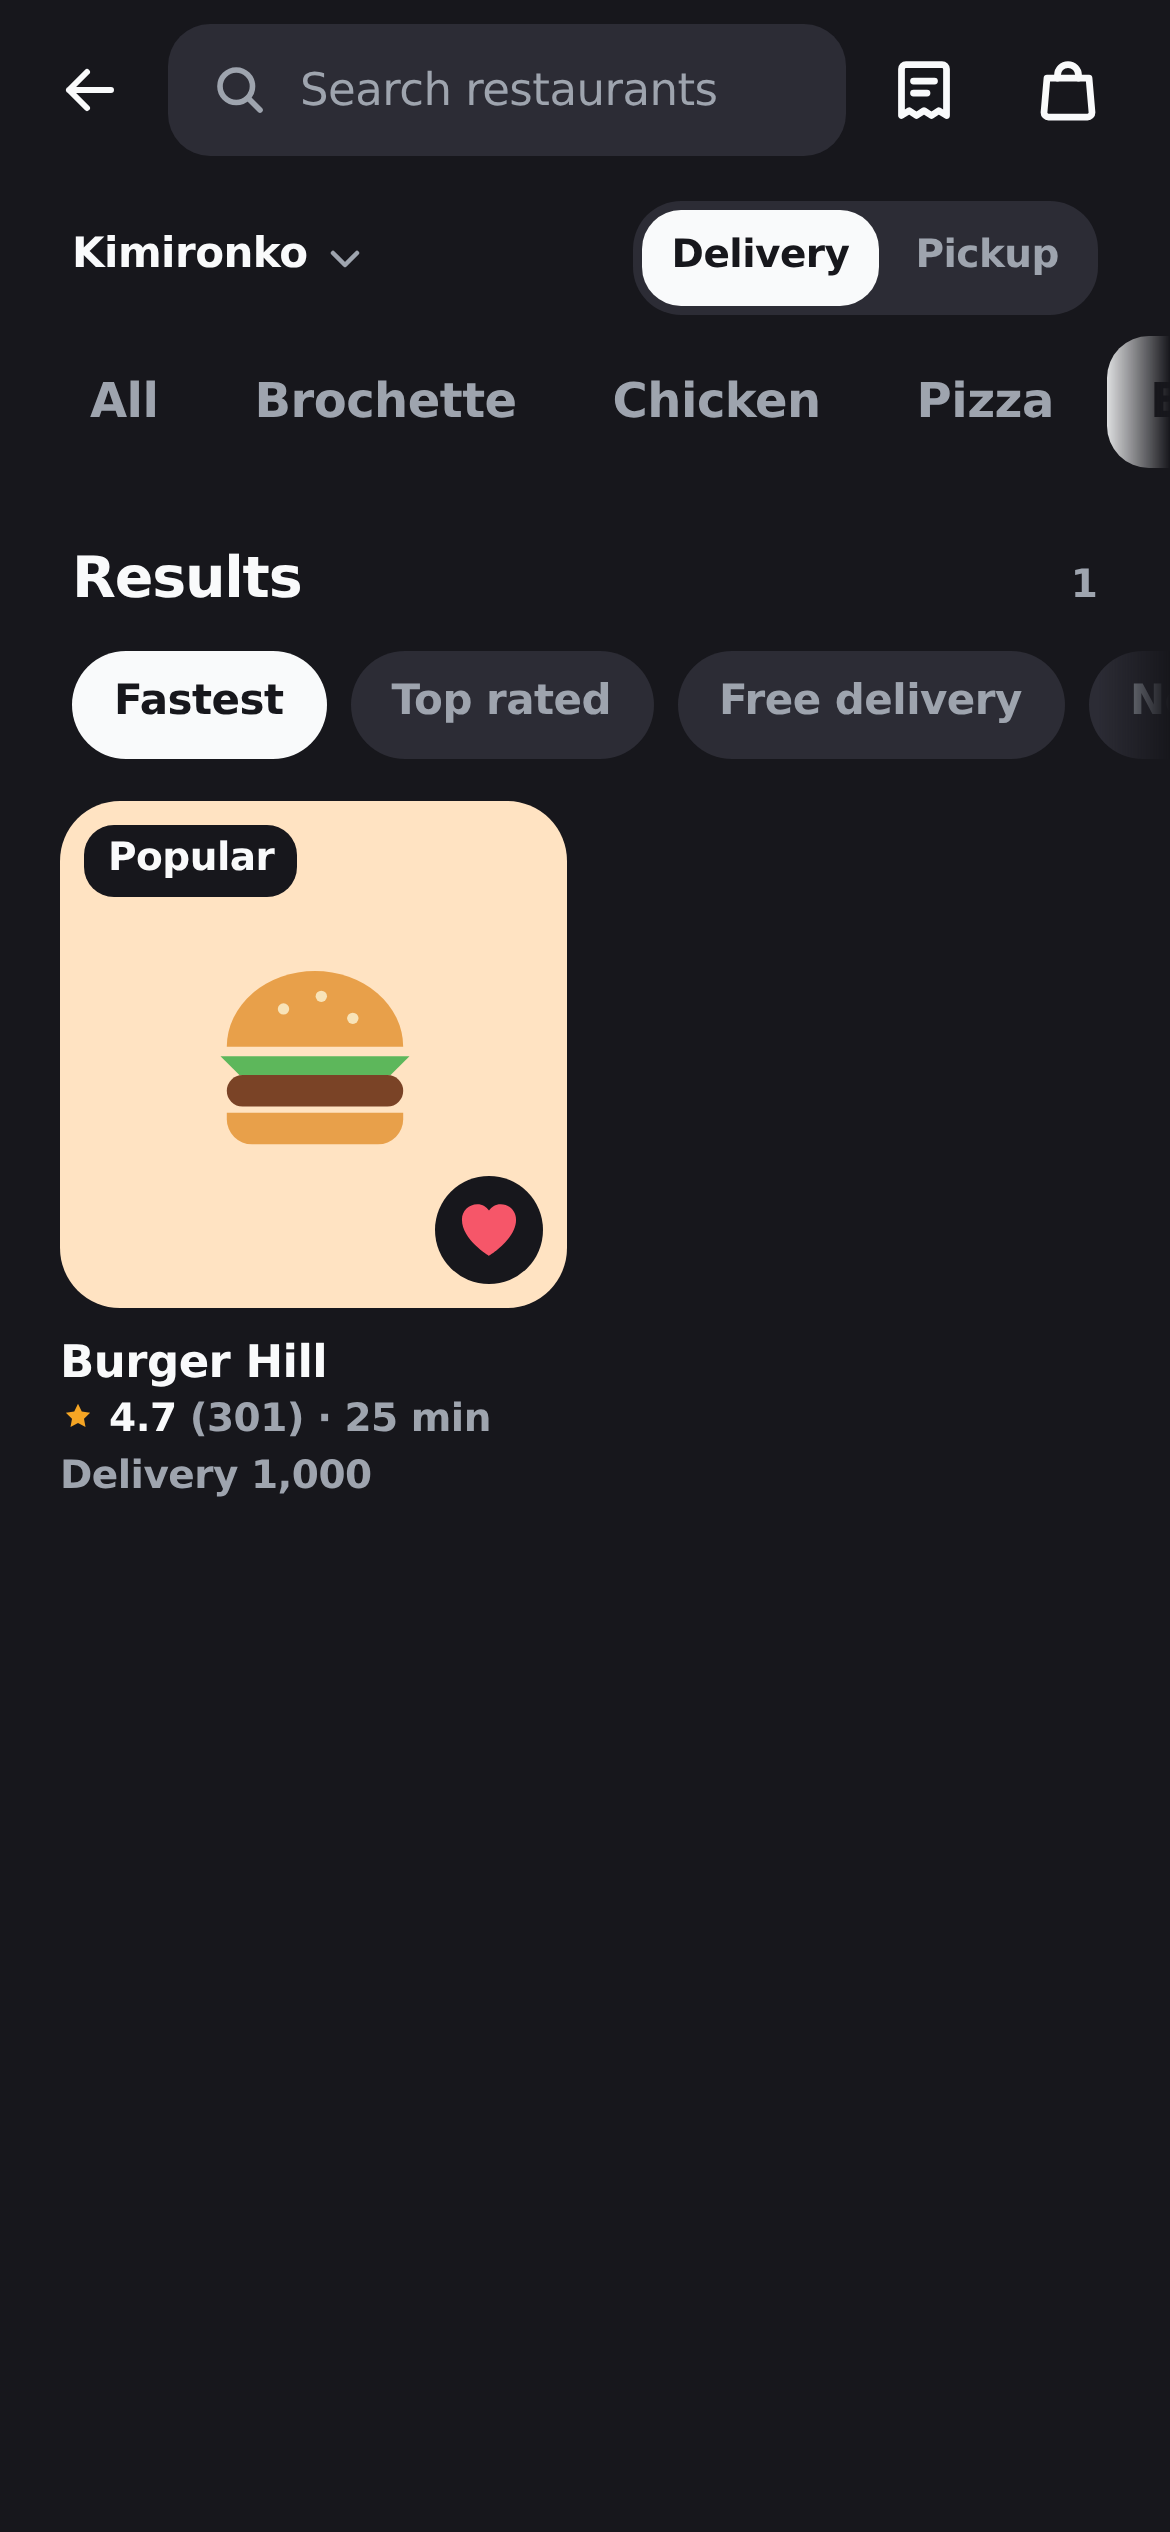 Search restaurants
Kimironko
Delivery Pickup
All Brochette Chicken Pizza
Results 1
Fastest Top rated Free delivery
Popular
Burger Hill
4.7 (301) · 25 min
Delivery 1,000